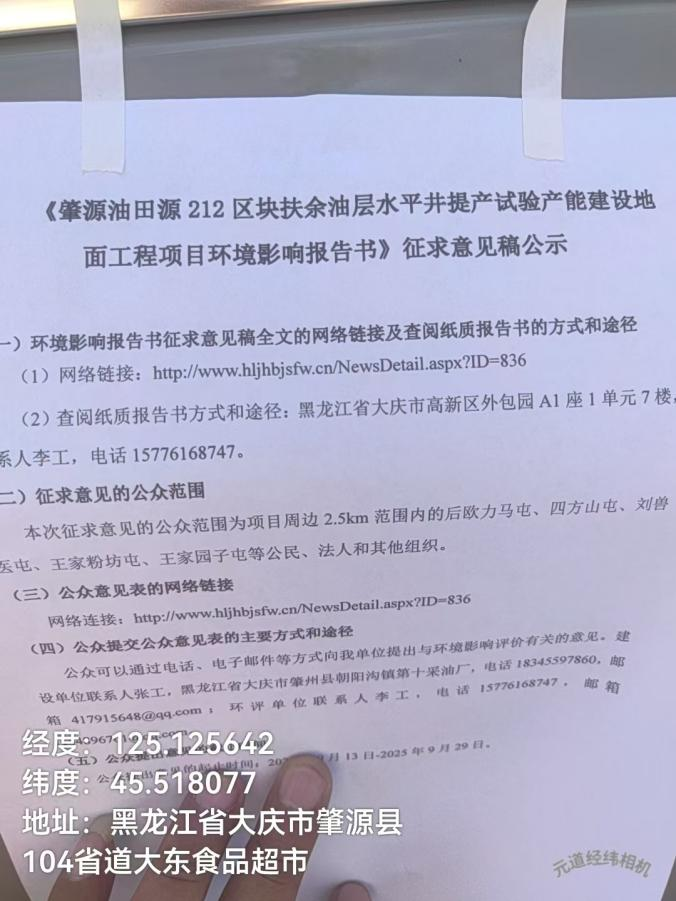 《肇源油田源 212 区块扶余油层水平井提产试验产能建设地
面工程项目环境影响报告书》征求意见稿公示
一）环境影响报告书征求意见稿全文的网络链接及查阅纸质报告书的方式和途径
（1）网络链接：http://www.hljhbjsfw.cn/NewsDetail.aspx?ID=836
（2）查阅纸质报告书方式和途径：黑龙江省大庆市高新区外包园 A1 座 1 单元 7 楼，
系人李工，电话 15776168747。
二）征求意见的公众范围
本次征求意见的公众范围为项目周边 2.5km 范围内的后欧力马屯、四方山屯、刘兽
医屯、王家粉坊屯、王家园子屯等公民、法人和其他组织。
（三）公众意见表的网络链接
网络连接：http://www.hljhbjsfw.cn/NewsDetail.aspx?ID=836
（四）公众提交公众意见表的主要方式和途径
公众可以通过电话、电子邮件等方式向我单位提出与环境影响评价有关的意见。建
设单位联系人张工，黑龙江省大庆市肇州县朝阳沟镇第十采油厂，电话 18345597860，邮
箱 417915648@qq.com；环评单位联系人李工，电话 15776168747，邮箱
（五）公众提出意见
公众提出意见的起止时间：202 月 13 日-2025 年 9 月 29 日。
经度：125.125642
纬度：45.518077
地址：黑龙江省大庆市肇源县
104省道大东食品超市
元道经纬相机